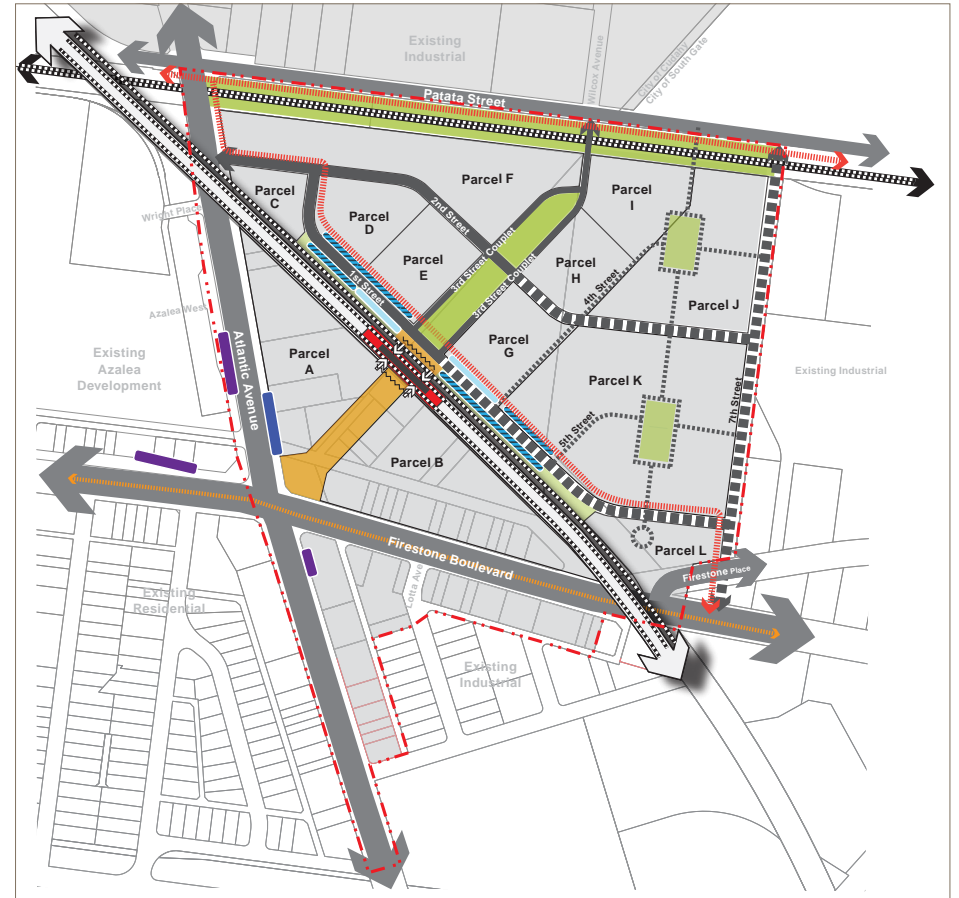 Existing
Industrial
Wilcox Avenue
City of Cudahy
City of South Gate
Patata Street
Parcel F
Parcel
C
Parcel
I
Wright Place
Parcel
D
2nd Street
Parcel
E
3rd Street Couplet
3rd Street Couplet
Parcel
H
4th Street
1st Street
Parcel J
Azalea West
Parcel
G
Existing
Azalea
Development
Atlantic Avenue
Parcel
A
Parcel K
Existing Industrial
7th Street
5th Street
Parcel B
Firestone Boulevard
Parcel L
Firestone Place
Existing
Residential
Lotta Ave
Existing
Industrial